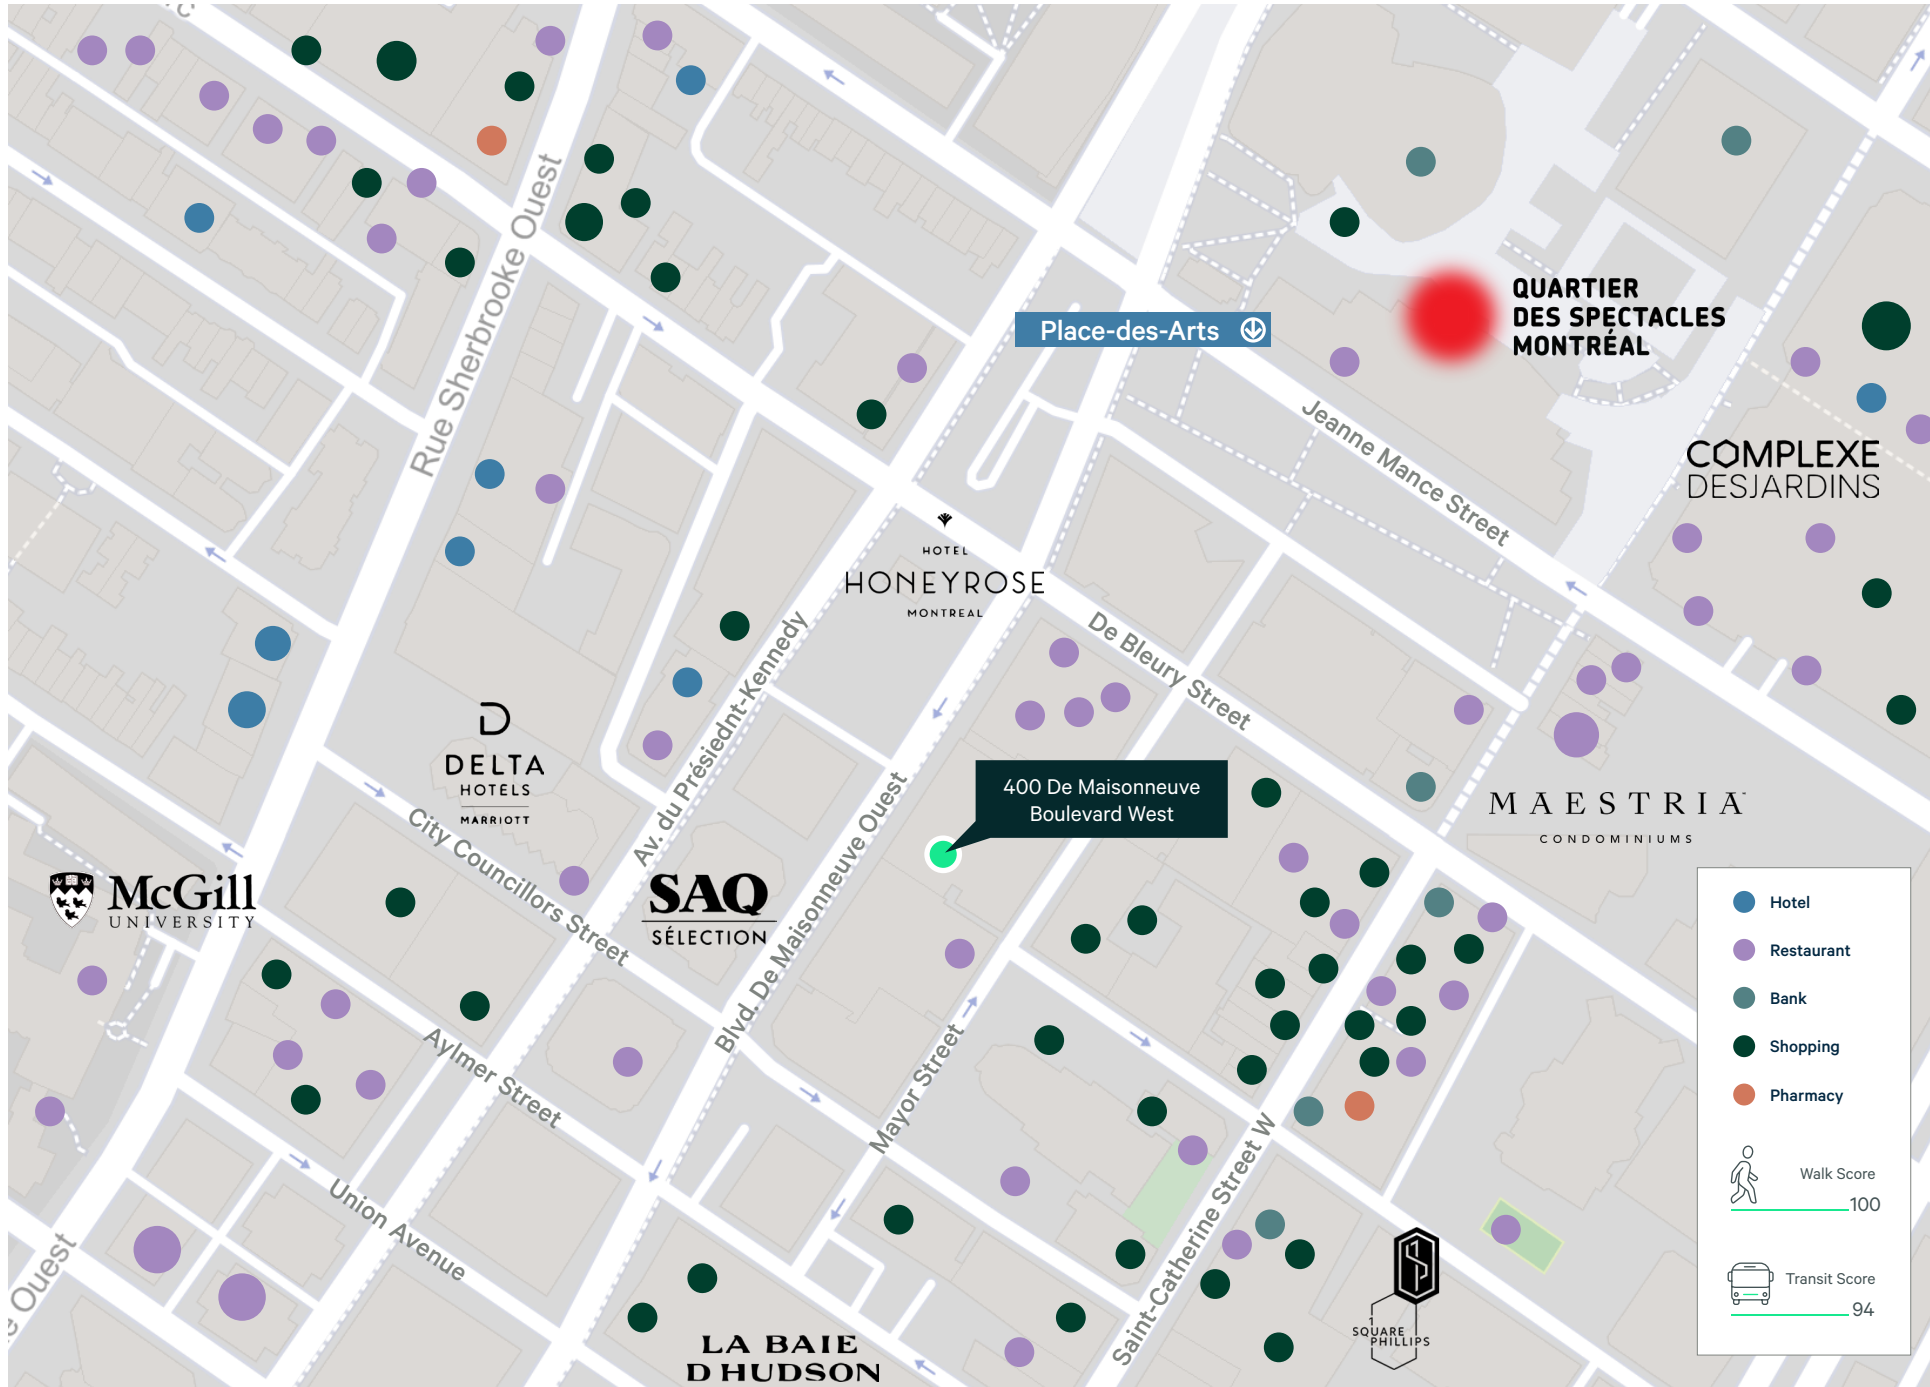 Rue Sherbrooke Ouest
Place-des-Arts
QUARTIER
DES SPECTACLES
MONTRÉAL
Jeanne Mance Street
COMPLEXE
DESJARDINS
HOTEL
HONEYROSE
MONTREAL
De Bleury Street
Av. du Présiednt-Kennedy
DELTA
HOTELS
MARRIOTT
400 De Maisonneuve
Boulevard West
MAESTRIA
CONDOMINIUMS
City Councillors Street
Blvd. De Maisonneuve Ouest
McGill
UNIVERSITY
SAQ
SÉLECTION
Hotel
Restaurant
Bank
Shopping
Pharmacy
Walk Score
100
Transit Score
94
Aylmer Street
Mayor Street
Union Avenue
Saint-Catherine Street W
e Ouest
1
SQUARE
PHILLIPS
LA BAIE
D HUDSON